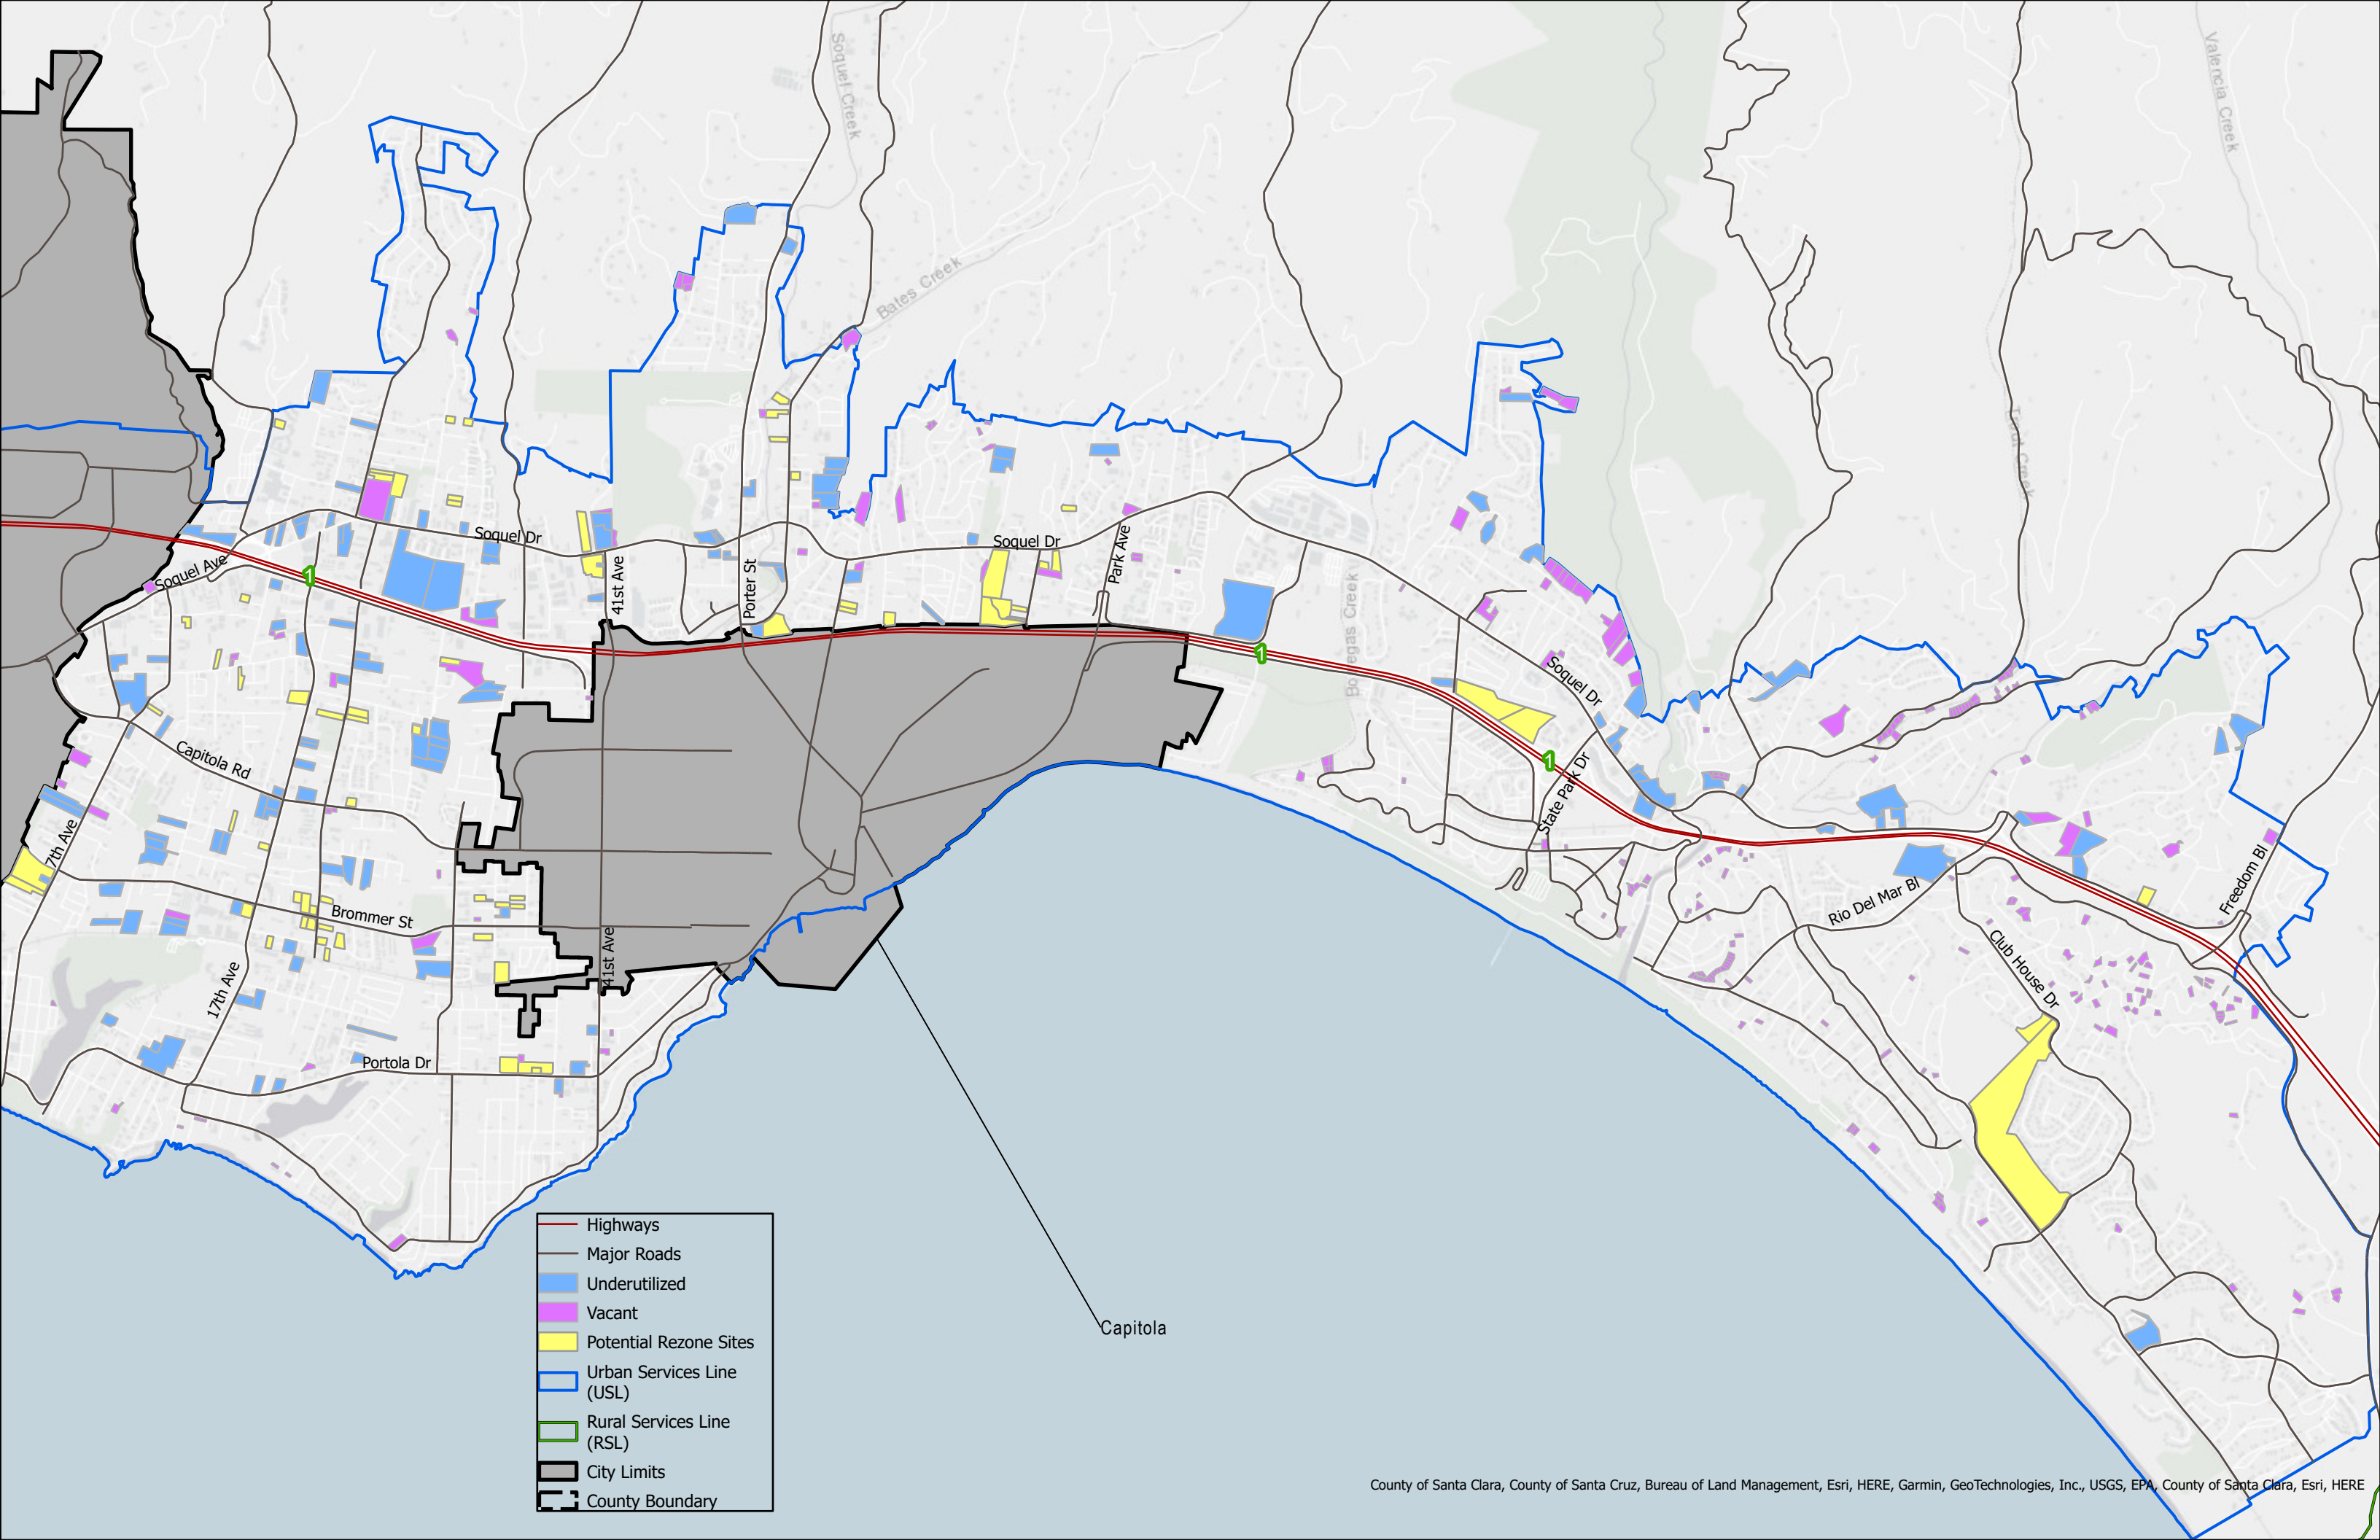 Soquel Creek
Valencia Creek
Bates Creek
Trout Creek
Soquel Dr
Soquel Dr
Soquel Ave
1
41st Ave
Porter St
Park Ave
Borregas Creek
1
Soquel Dr
1
State Park Dr
Capitola Rd
7th Ave
Brommer St
17th Ave
41st Ave
Portola Dr
Rio Del Mar Bl
Freedom Bl
Club House Dr
Capitola
Highways
Major Roads
Underutilized
Vacant
Potential Rezone Sites
Urban Services Line
(USL)
Rural Services Line
(RSL)
City Limits
County Boundary
County of Santa Clara, County of Santa Cruz, Bureau of Land Management, Esri, HERE, Garmin, GeoTechnologies, Inc., USGS, EPA, County of Santa Clara, Esri, HERE